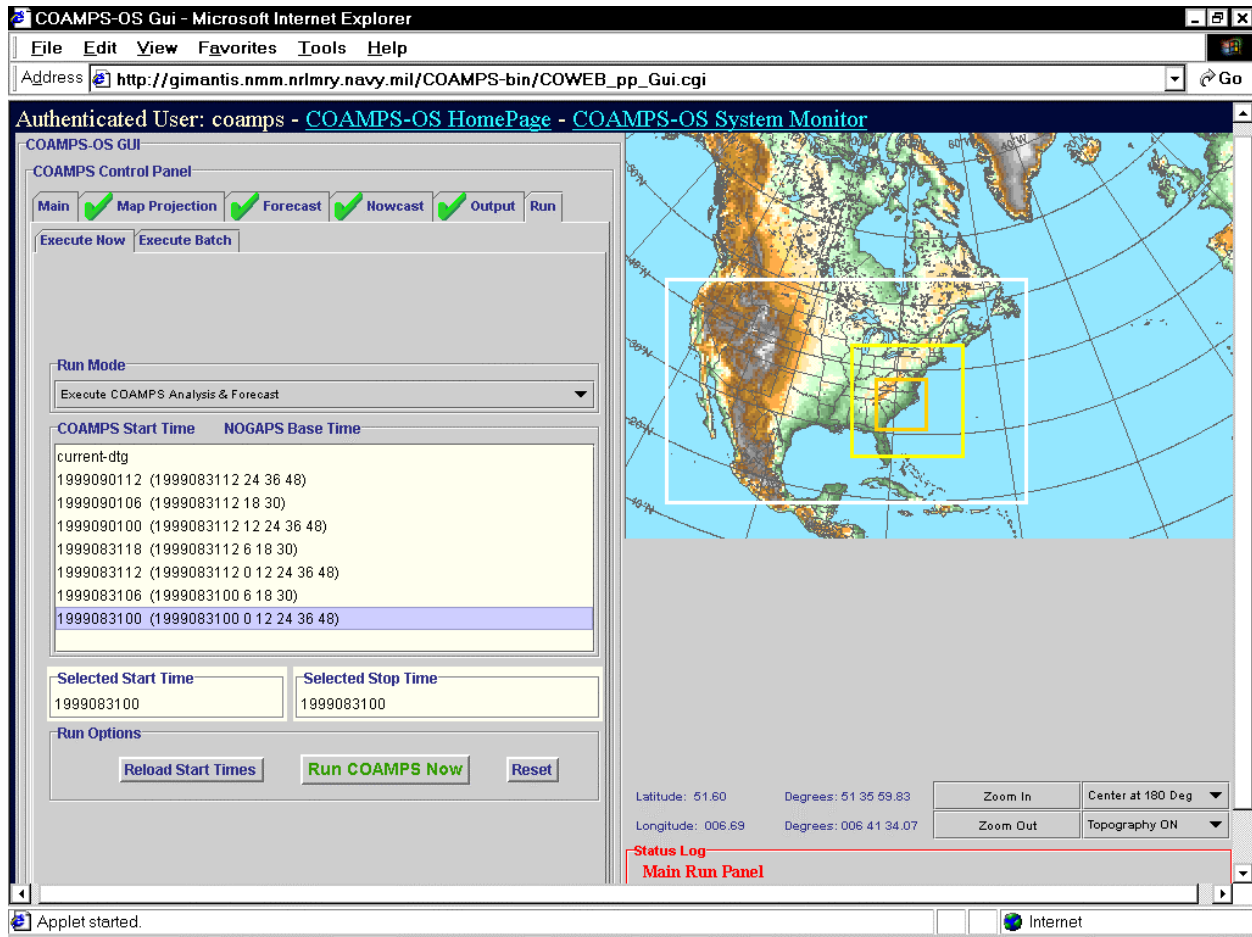 COAMPS-OS Gui - Microsoft Internet Explorer
File Edit View Favorites Tools Help
Address http://gimantis.nmm.nrlmry.navy.mil/COAMPS-bin/COWEB_pp_Gui.cgi Go
Authenticated User: coamps - COAMPS-OS HomePage - COAMPS-OS System Monitor
COAMPS-OS GUI
COAMPS Control Panel
Main Map Projection Forecast Nowcast Output Run
Execute Now Execute Batch
Run Mode
Execute COAMPS Analysis & Forecast
COAMPS Start Time NOGAPS Base Time
current-dtg
1999090112 (1999083112 24 36 48)
1999090106 (1999083112 18 30)
1999090100 (1999083112 12 24 36 48)
1999083118 (1999083112 6 18 30)
1999083112 (1999083112 0 12 24 36 48)
1999083106 (1999083100 6 18 30)
1999083100 (1999083100 0 12 24 36 48)
Selected Start Time Selected Stop Time
1999083100 1999083100
Run Options
Reload Start Times Run COAMPS Now Reset
Latitude: 51.60 Degrees: 51 35 59.83 Zoom In Center at 180 Deg
Longitude: 006.69 Degrees: 006 41 34.07 Zoom Out Topography ON
Status Log
Main Run Panel
Applet started. Internet